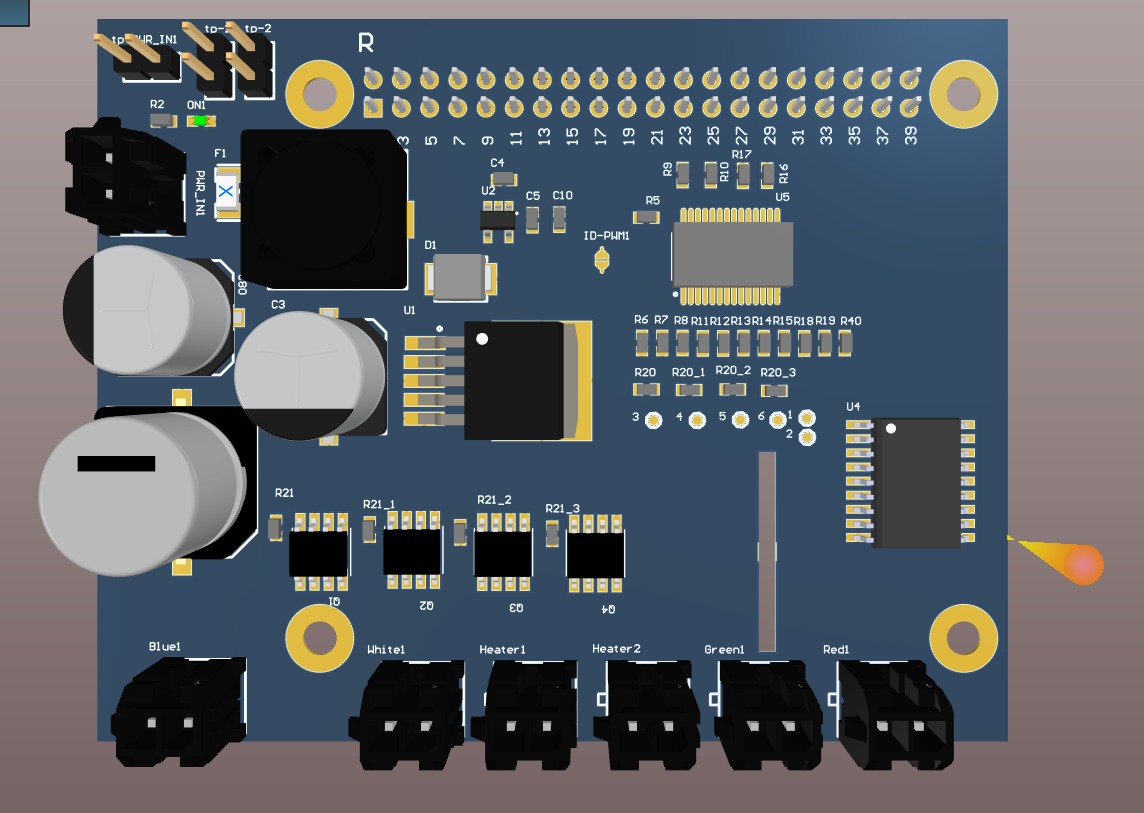 tp-2
PWR_IN1
R
R2
ON1
3 5 7 9 11 13 15 17 19 21 23 25 27 29 31 33 35 37 39
F1
PWR_IN1
C4
U2
C5
C10
R9
R10
R17
R16
U5
R5
ID-PWM1
D1
C80
C3
U1
R6 R7 R8 R11 R12 R13 R14 R15 R18 R19 R40
R20 R20_1 R20_2 R20_3
3 4 5 6 1
2
U4
R21 R21_1 R21_2 R21_3
Q1 Q2 Q3 Q4
Blue1 White1 Heater1 Heater2 Green1 Red1